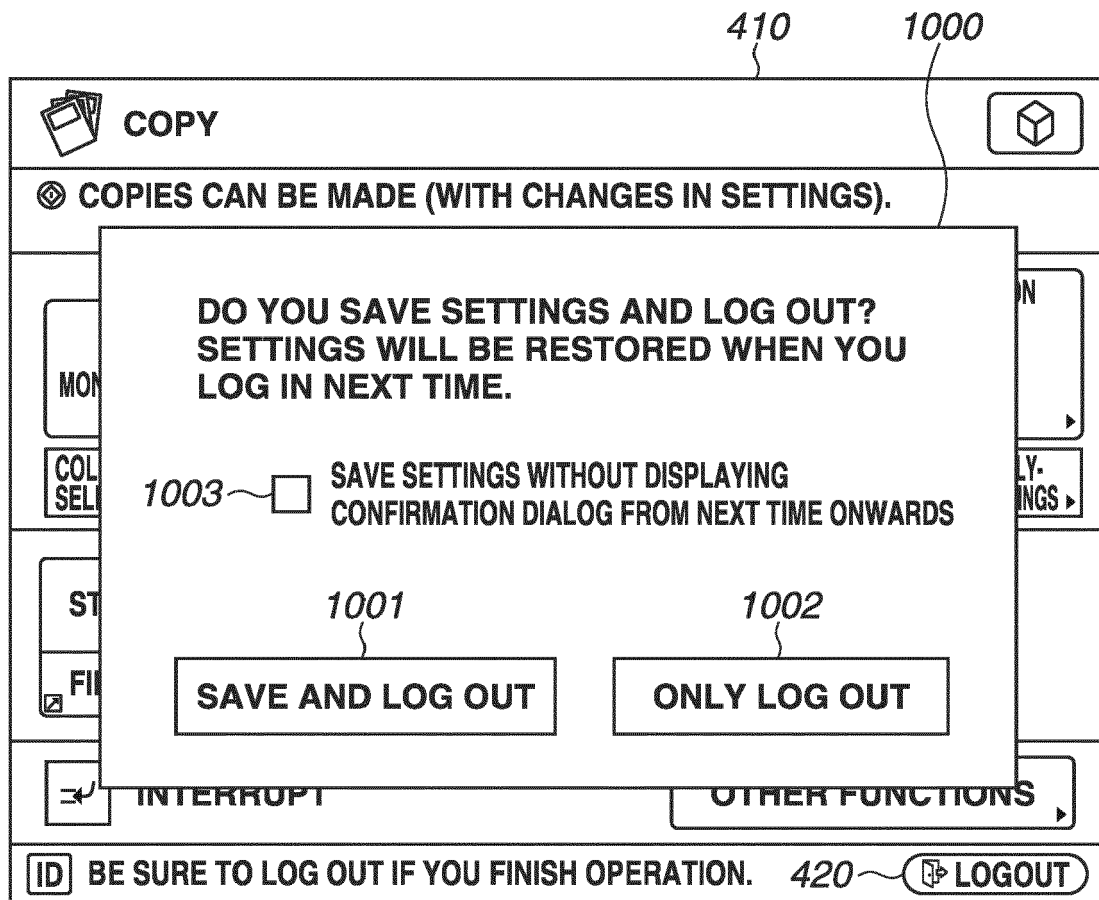 410 1000
COPY
COPIES CAN BE MADE (WITH CHANGES IN SETTINGS).
DO YOU SAVE SETTINGS AND LOG OUT?
SETTINGS WILL BE RESTORED WHEN YOU
LOG IN NEXT TIME.
MON
ON
COL
SEL
LY-
INGS
1003
SAVE SETTINGS WITHOUT DISPLAYING
CONFIRMATION DIALOG FROM NEXT TIME ONWARDS
ST
FI
1001 1002
SAVE AND LOG OUT ONLY LOG OUT
INTERRUPT OTHER FUNCTIONS
ID BE SURE TO LOG OUT IF YOU FINISH OPERATION. 420 LOGOUT